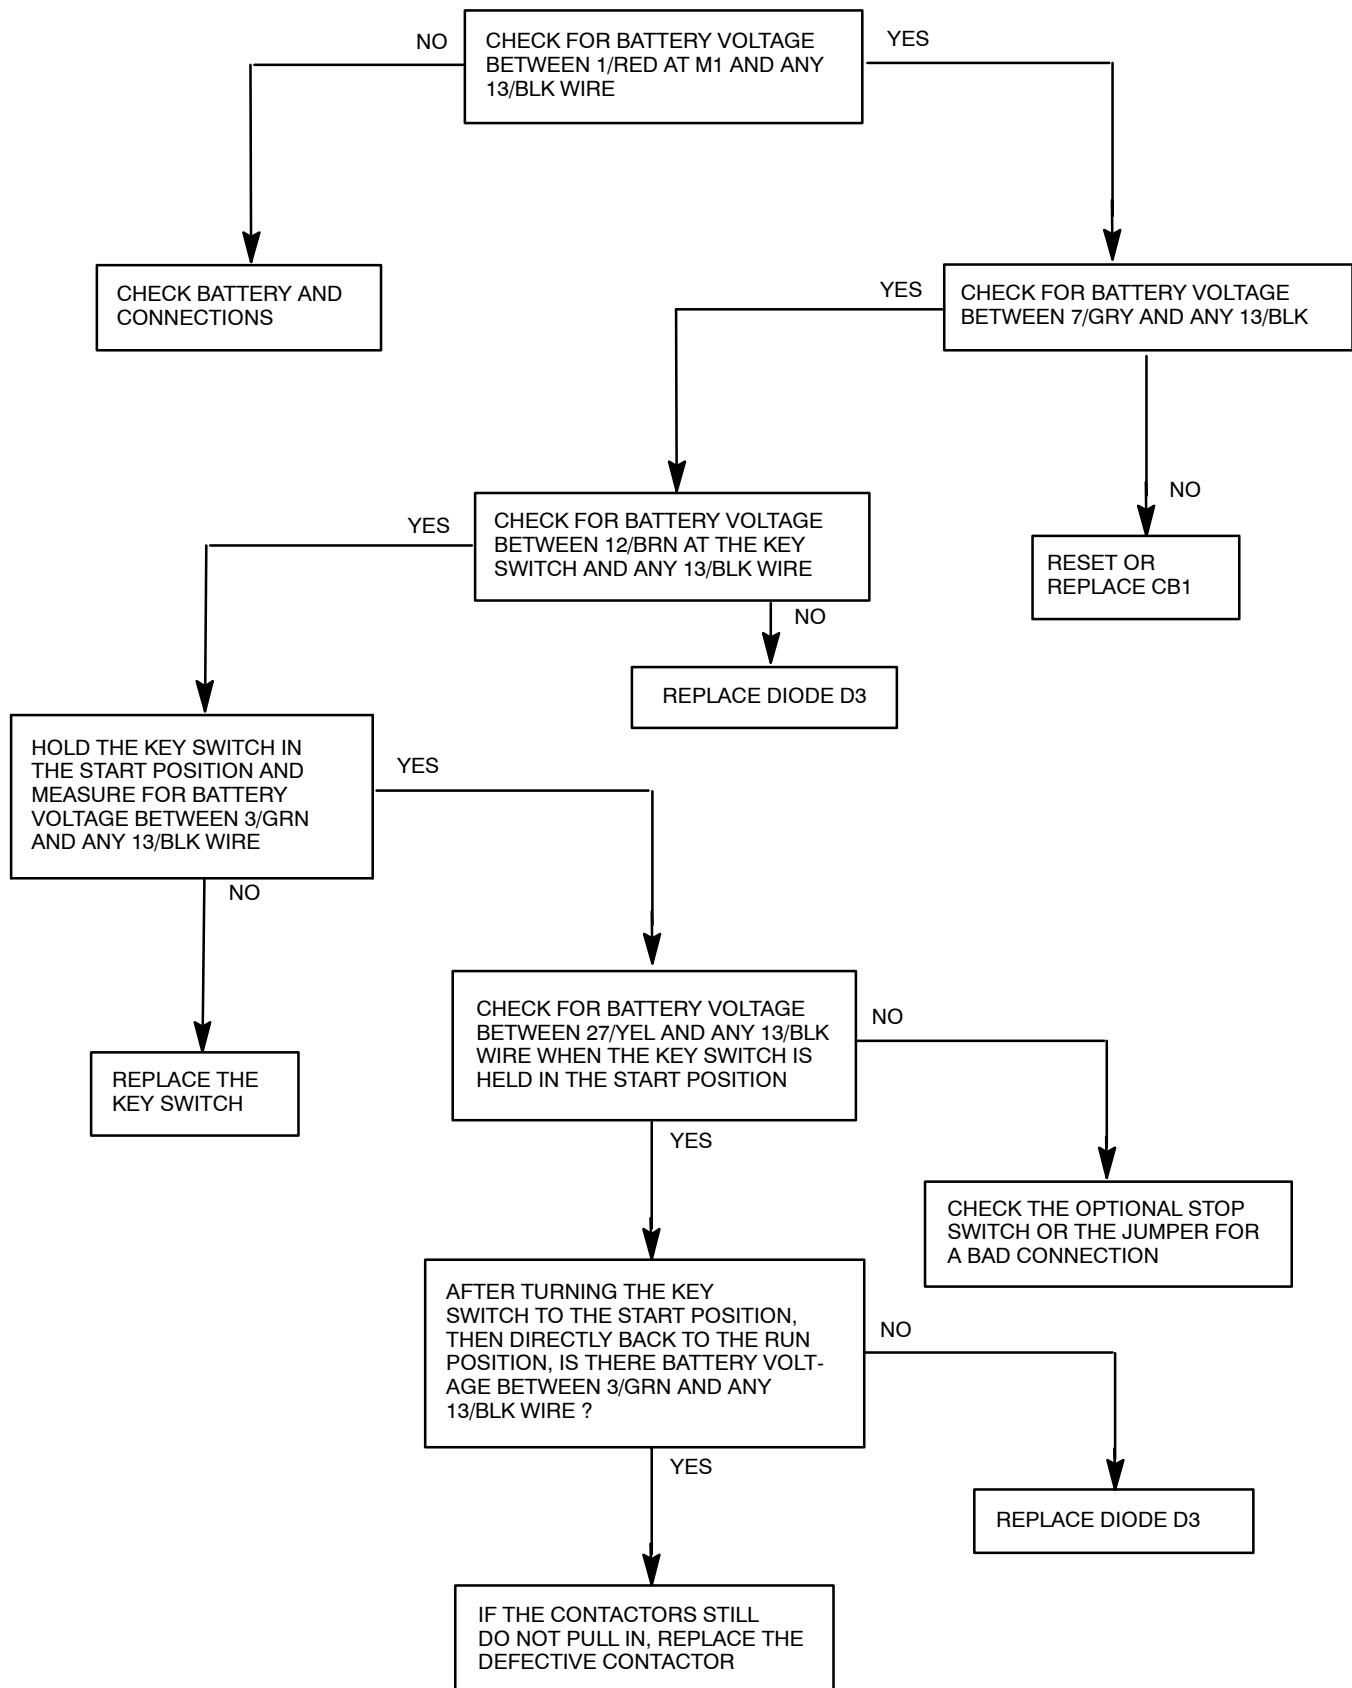 NO
CHECK FOR BATTERY VOLTAGE
BETWEEN 1/RED AT M1 AND ANY
13/BLK WIRE
YES
CHECK BATTERY AND
CONNECTIONS
YES
CHECK FOR BATTERY VOLTAGE
BETWEEN 7/GRY AND ANY 13/BLK
NO
RESET OR
REPLACE CB1
YES
CHECK FOR BATTERY VOLTAGE
BETWEEN 12/BRN AT THE KEY
SWITCH AND ANY 13/BLK WIRE
NO
REPLACE DIODE D3
HOLD THE KEY SWITCH IN
THE START POSITION AND
MEASURE FOR BATTERY
VOLTAGE BETWEEN 3/GRN
AND ANY 13/BLK WIRE
YES
NO
REPLACE THE
KEY SWITCH
CHECK FOR BATTERY VOLTAGE
BETWEEN 27/YEL AND ANY 13/BLK
WIRE WHEN THE KEY SWITCH IS
HELD IN THE START POSITION
NO
YES
CHECK THE OPTIONAL STOP
SWITCH OR THE JUMPER FOR
A BAD CONNECTION
AFTER TURNING THE KEY
SWITCH TO THE START POSITION,
THEN DIRECTLY BACK TO THE RUN
POSITION, IS THERE BATTERY VOLT-
AGE BETWEEN 3/GRN AND ANY
13/BLK WIRE ?
NO
YES
REPLACE DIODE D3
IF THE CONTACTORS STILL
DO NOT PULL IN, REPLACE THE
DEFECTIVE CONTACTOR